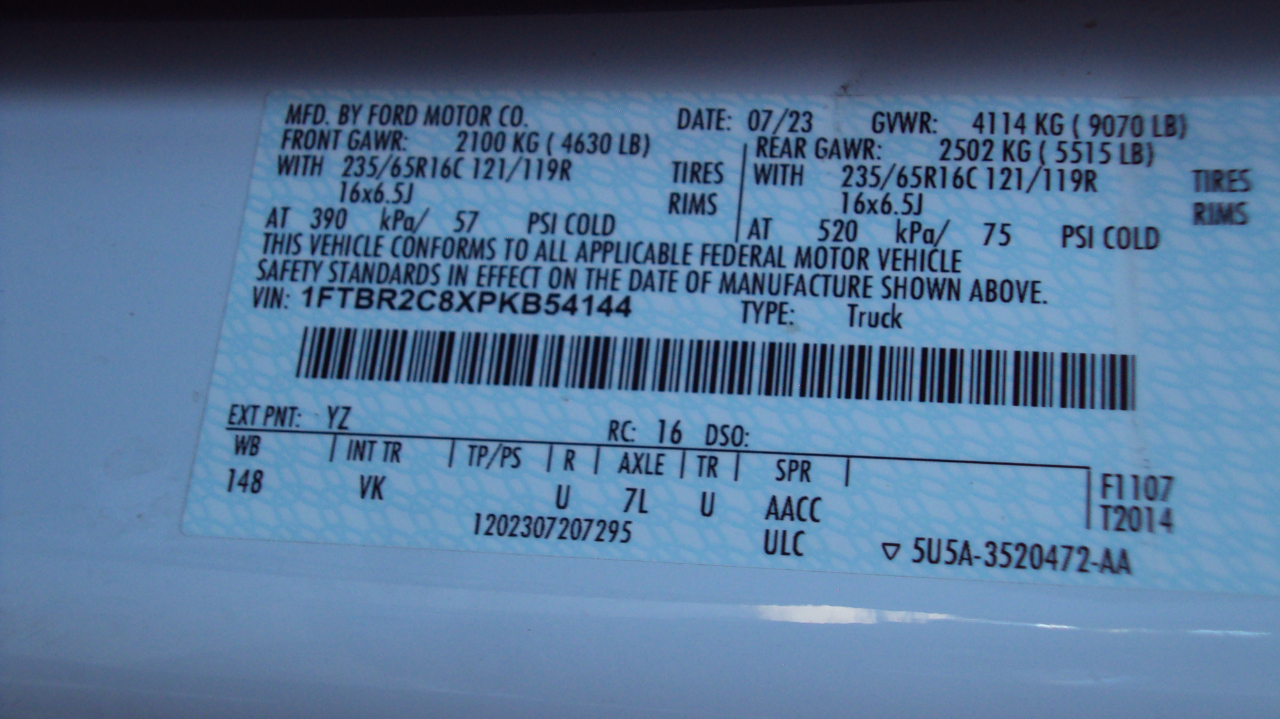 MFD. BY FORD MOTOR CO. DATE: 07/23 GVWR: 4114 KG ( 9070 LB)
FRONT GAWR: 2100 KG ( 4630 LB) REAR GAWR: 2502 KG ( 5515 LB)
WITH 235/65R16C 121/119R TIRES WITH 235/65R16C 121/119R TIRES
16x6.5J RIMS 16x6.5J RIMS
AT 390 kPa/ 57 PSI COLD AT 520 kPa/ 75 PSI COLD
THIS VEHICLE CONFORMS TO ALL APPLICABLE FEDERAL MOTOR VEHICLE
SAFETY STANDARDS IN EFFECT ON THE DATE OF MANUFACTURE SHOWN ABOVE.
VIN: 1FTBR2C8XPKB54144 TYPE: Truck
EXT PNT: YZ RC: 16 DSO:
WB INT TR TP/PS R AXLE TR SPR F1107
148 VK U 7L U AACC T2014
1202307207295 ULC ▽ 5U5A-3520472-AA